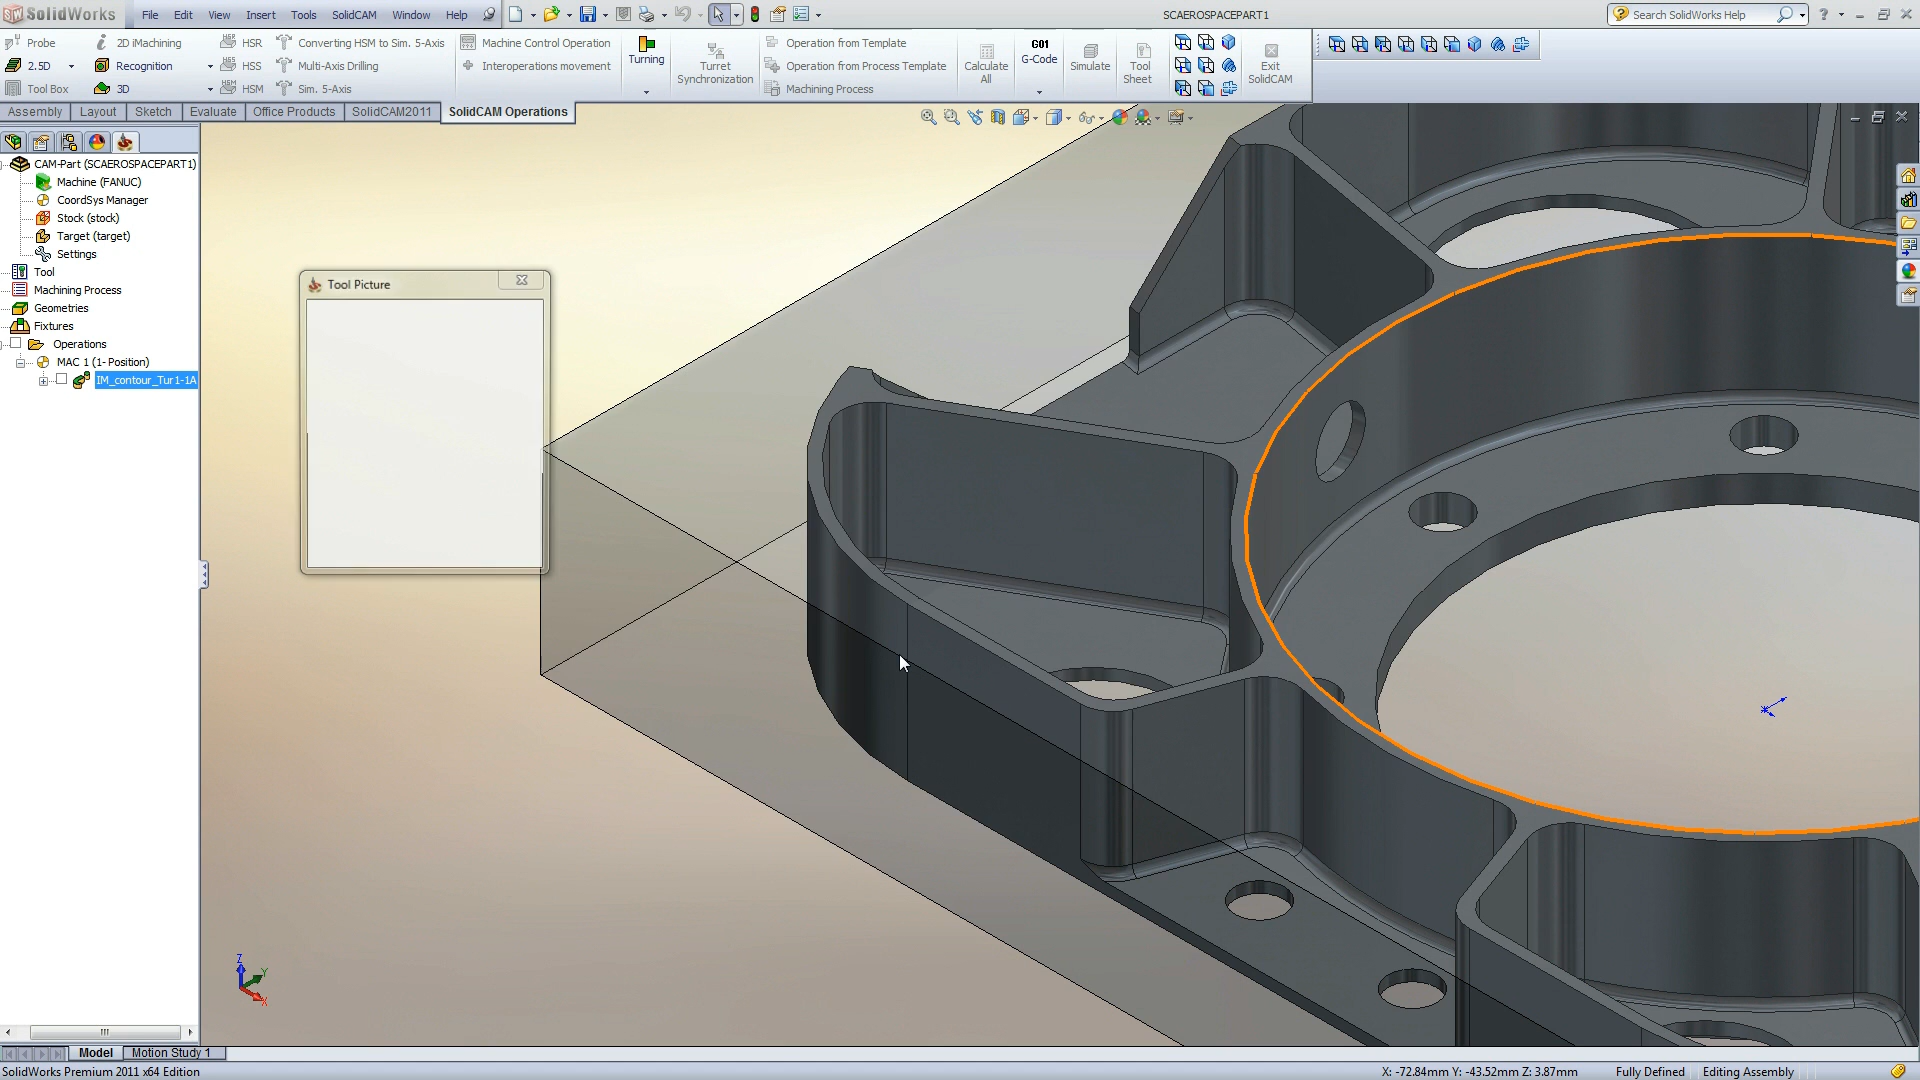 SolidWorks File Edit View Insert Tools SolidCAM Window Help SCAEROSPACEPART1 Search SolidWorks Help
Probe 2D iMachining HSR Converting HSM to Sim. 5-Axis Machine Control Operation Operation from Template
2.5D Recognition HSS Multi-Axis Drilling Interoperations movement Operation from Process Template
Tool Box 3D HSM Sim. 5-Axis Machining Process
Turning
Turret Synchronization
Calculate All
G01
G-Code
Simulate
Tool Sheet
Exit SolidCAM
Assembly Layout Sketch Evaluate Office Products SolidCAM2011 SolidCAM Operations
CAM-Part (SCAEROSPACEPART1)
Machine (FANUC)
CoordSys Manager
Stock (stock)
Target (target)
Settings
Tool
Machining Process
Geometries
Fixtures
Operations
MAC 1 (1- Position)
IM_contour_Tur1-1A
Tool Picture
Z
Y
X
Model Motion Study 1
SolidWorks Premium 2011 x64 Edition X: -72.84mm Y: -43.52mm Z: 3.87mm Fully Defined Editing Assembly